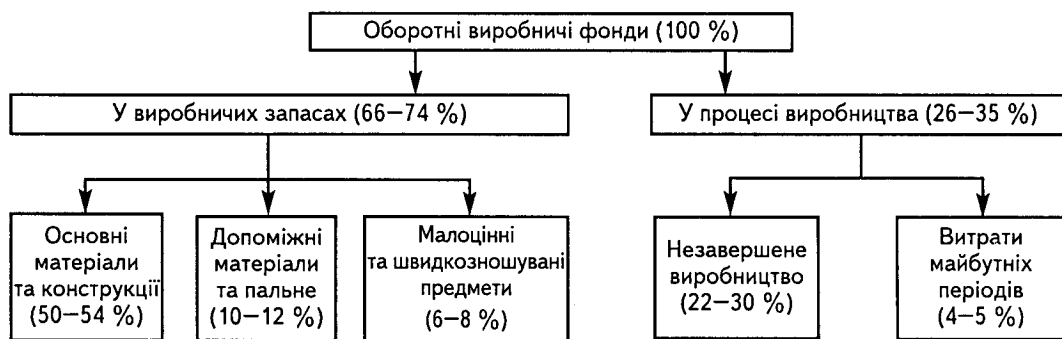 Оборотні виробничі фонди (100 %)
У виробничих запасах (66—74 %)
У процесі виробництва (26—35 %)
Основні
матеріали
та конструкції
(50—54 %)
Допоміжні
матеріали
та пальне
(10—12 %)
Малоцінні
та швидкозношувані
предмети
(6—8 %)
Незавершене
виробництво
(22—30 %)
Витрати
майбутніх
періодів
(4—5 %)